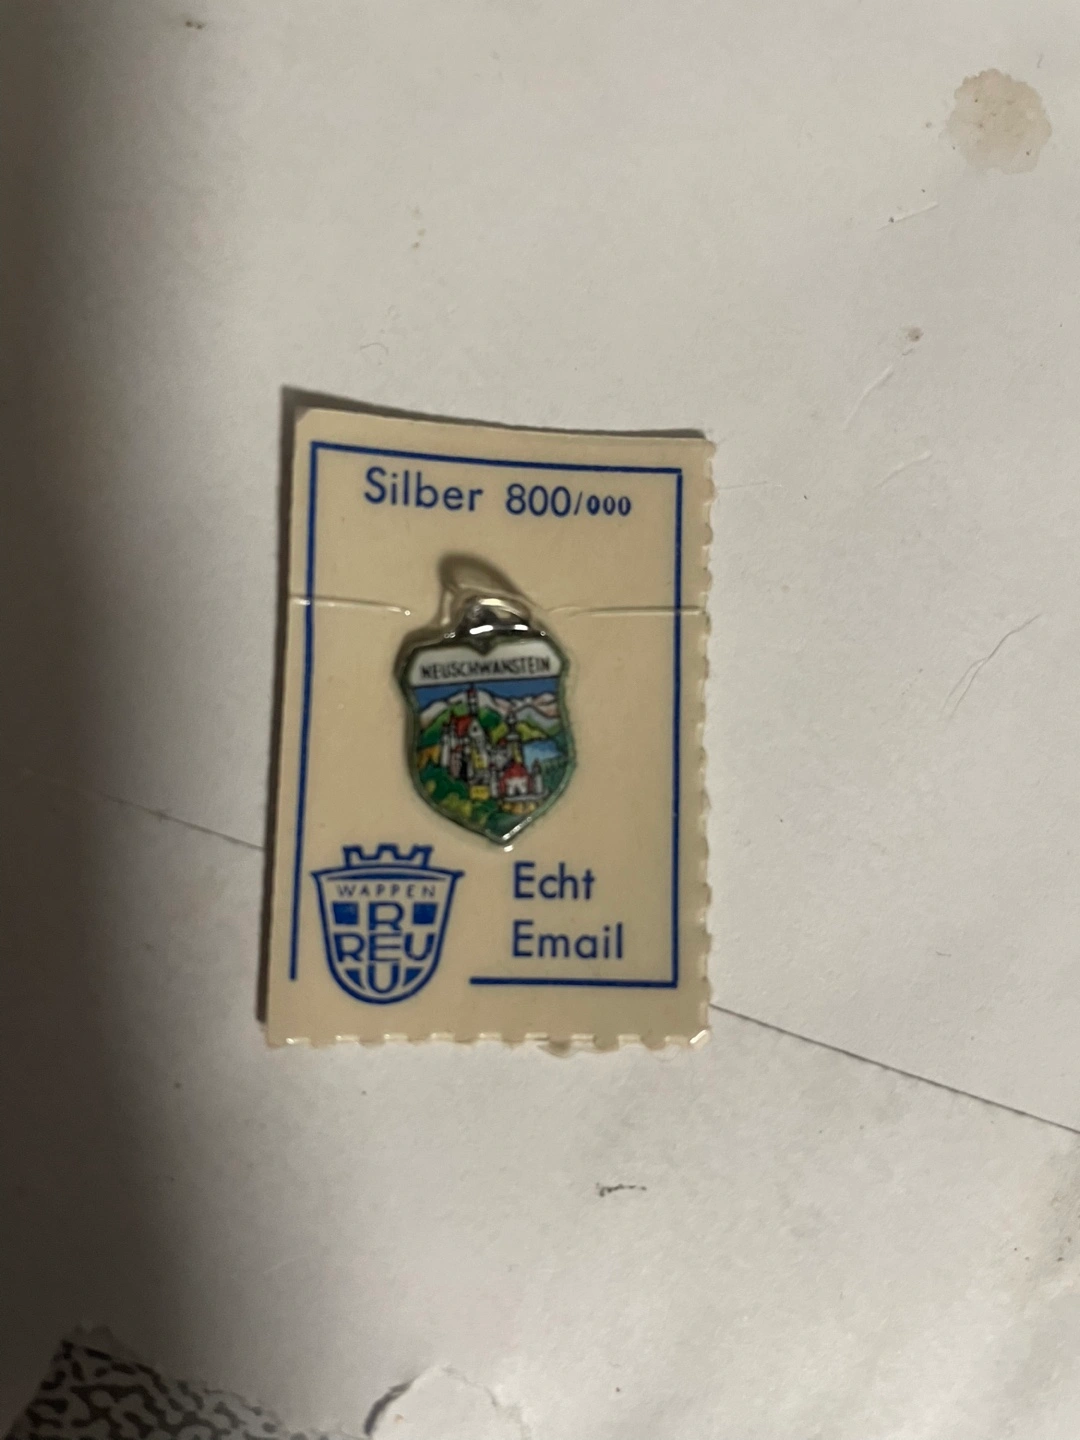 Silber 800/000
NEUSCHWANSTEIN
WAPPEN
R
REU
U
Echt
Email